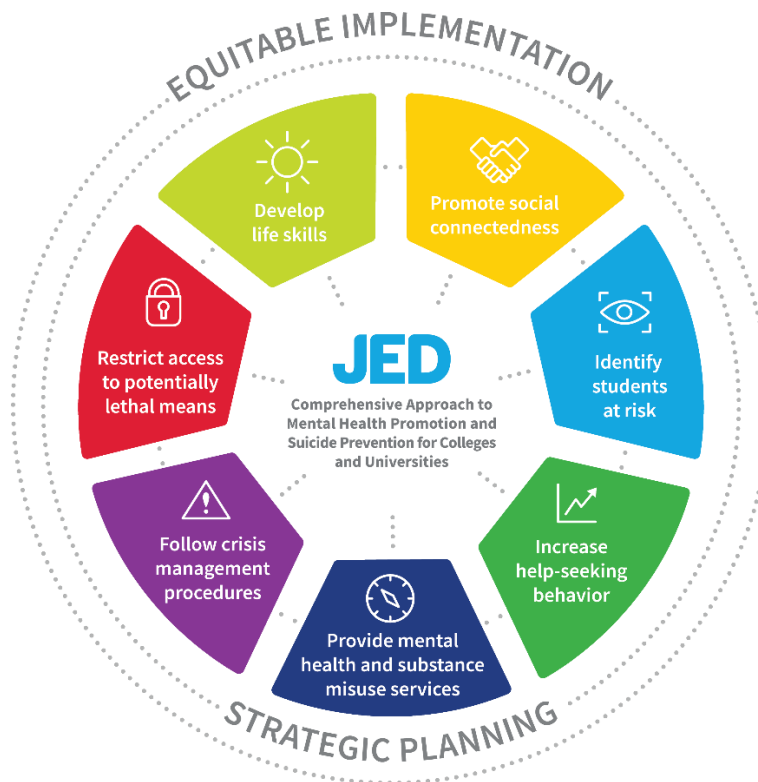 EQUITABLE IMPLEMENTATION
Develop
life skills
Promote social
connectedness
Restrict access
to potentially
lethal means
Identify
students
at risk
JED
Comprehensive Approach to
Mental Health Promotion and
Suicide Prevention for Colleges
and Universities
Follow crisis
management
procedures
Increase
help-seeking
behavior
Provide mental
health and substance
misuse services
STRATEGIC PLANNING